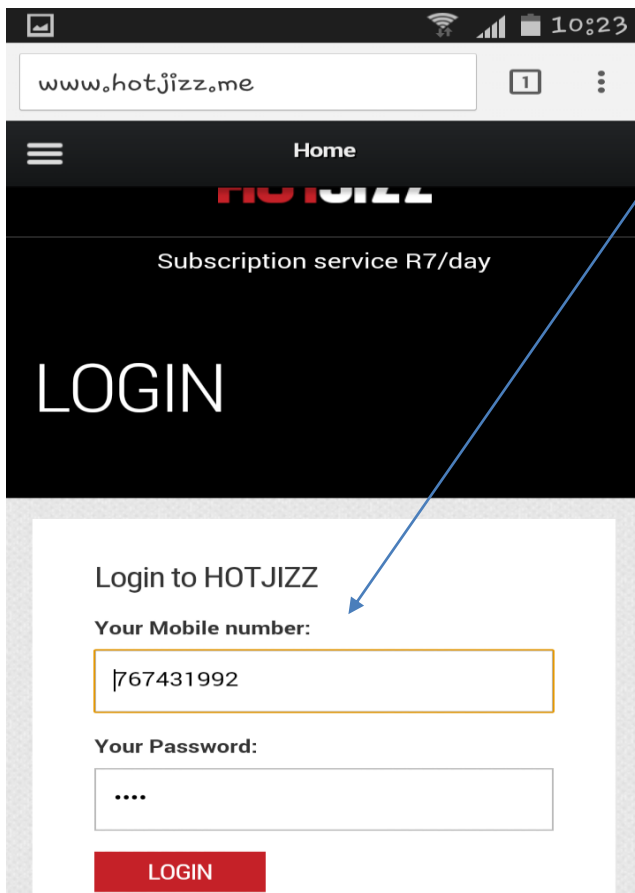 10:23
www.hotjizz.me
1
Home
HOTJIZZ
Subscription service R7/day
LOGIN
Login to HOTJIZZ
Your Mobile number:
767431992
Your Password:
....
LOGIN